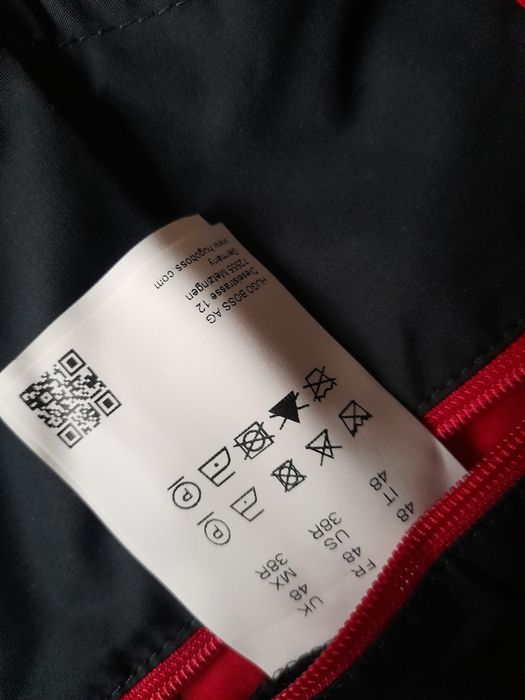 HUGO BOSS AG
Dieselstrasse 12
72555 Metzingen
Germany
www.hugoboss.com
48
IT
48
FR
48
US
38R
UK
48
MX
38R